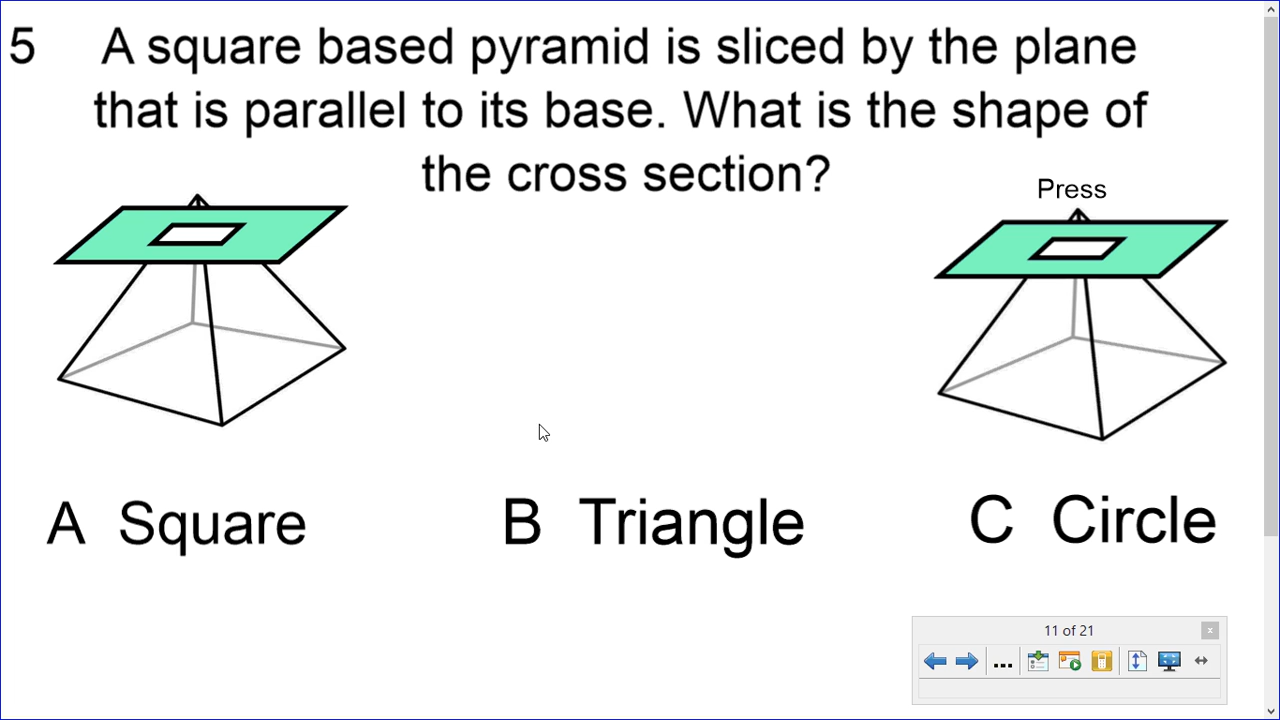 5 A square based pyramid is sliced by the plane
that is parallel to its base. What is the shape of
the cross section?
Press
A Square B Triangle C Circle
11 of 21 x
...